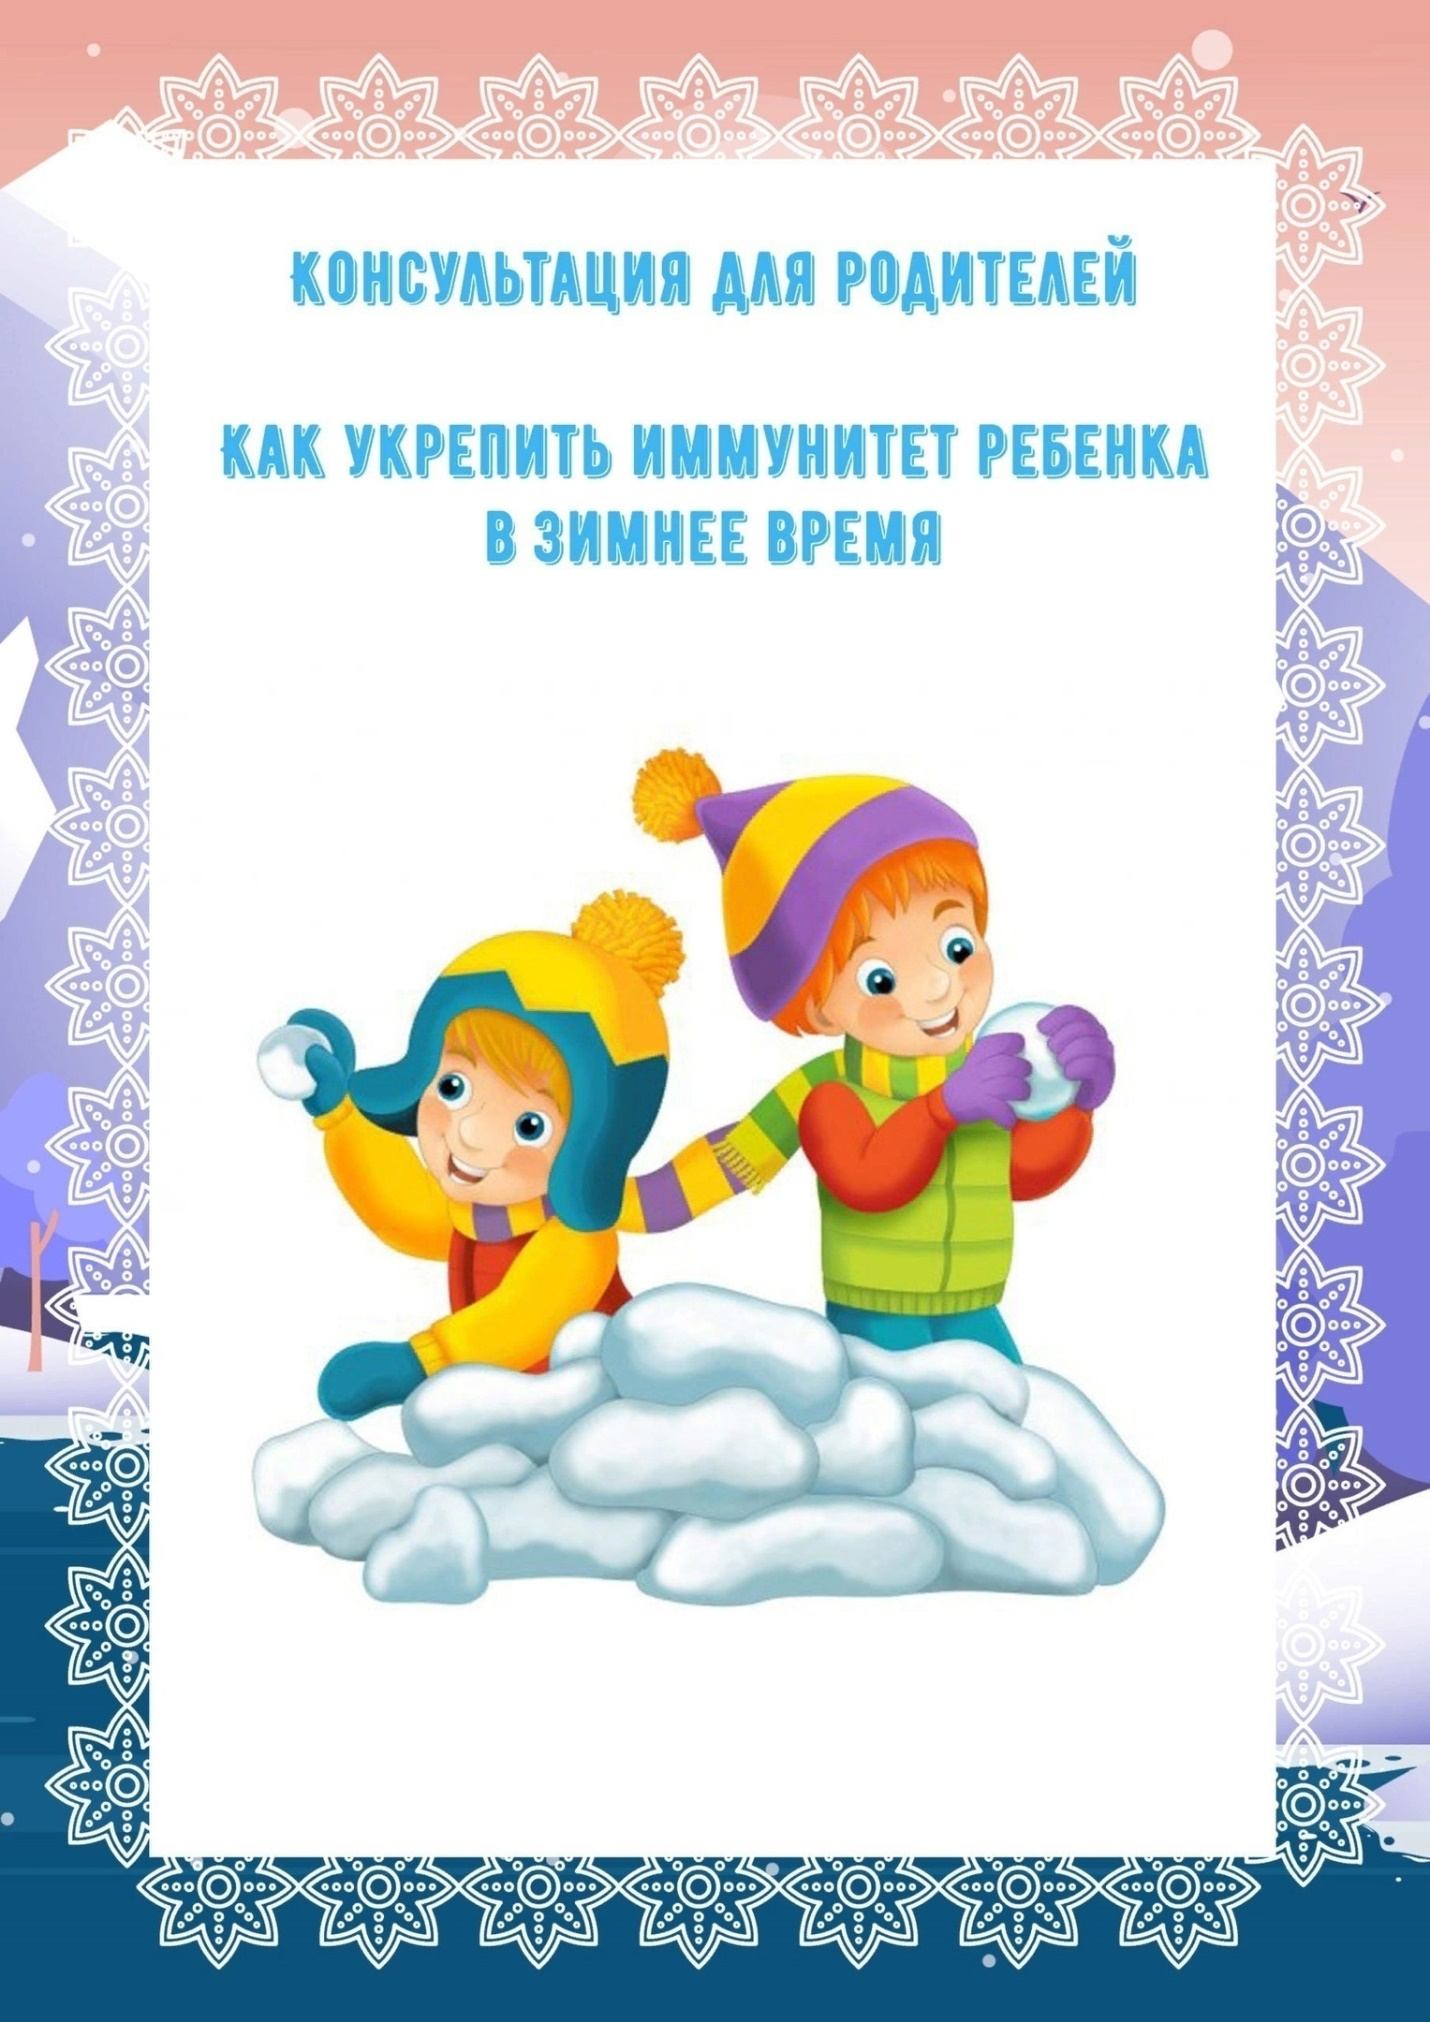 Консультация для родителей
Как укрепить иммунитет ребенка
в зимнее время